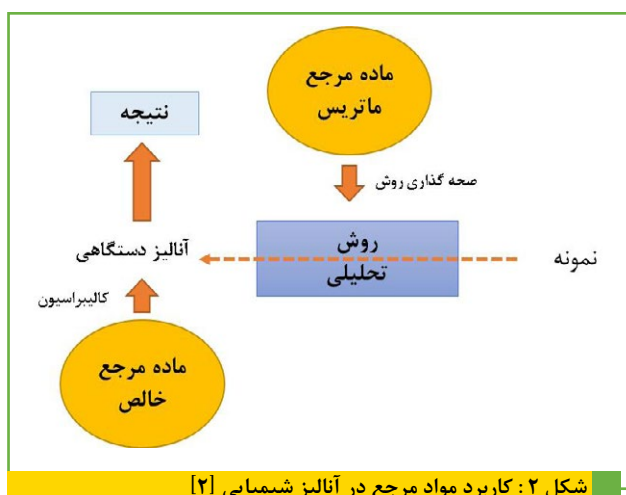 ماده مرجع
ماتریس
نتیجه
صحه گذاری روش
روش
تحلیلی
نمونه
آنالیز دستگاهی
کالیبراسیون
ماده مرجع
خالص
شکل ۲ : کاربرد مواد مرجع در آنالیز شیمیایی [۲]